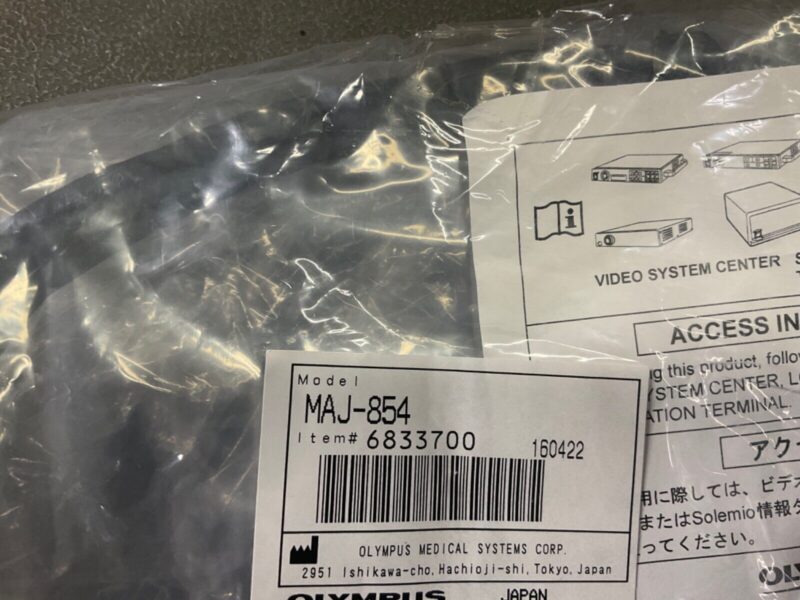 VIDEO SYSTEM CENTER
ACCESS IN
g this product, follow
YSTEM CENTER, L
ATION TERMINAL.
アク
用に際しては、ビデオ
またはSolemio情報
ってください。
OL
Model
MAJ-854
Item# 6833700
160422
OLYMPUS MEDICAL SYSTEMS CORP.
2951 Ishikawa-cho, Hachioji-shi, Tokyo, Japan
OLYMPUS JAPAN